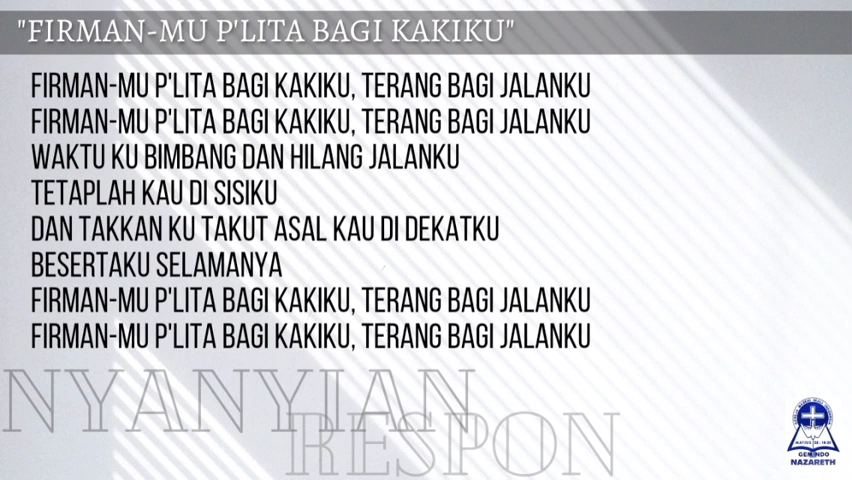 "FIRMAN-MU P'LITA BAGI KAKIKU"
FIRMAN-MU P'LITA BAGI KAKIKU, TERANG BAGI JALANKU
FIRMAN-MU P'LITA BAGI KAKIKU, TERANG BAGI JALANKU
WAKTU KU BIMBANG DAN HILANG JALANKU
TETAPLAH KAU DI SISIKU
DAN TAKKAN KU TAKUT ASAL KAU DI DEKATKU
BESERTAKU SELAMANYA
FIRMAN-MU P'LITA BAGI KAKIKU, TERANG BAGI JALANKU
FIRMAN-MU P'LITA BAGI KAKIKU, TERANG BAGI JALANKU
NYANYIAN
RESPON
GEMINDO
NAZARETH